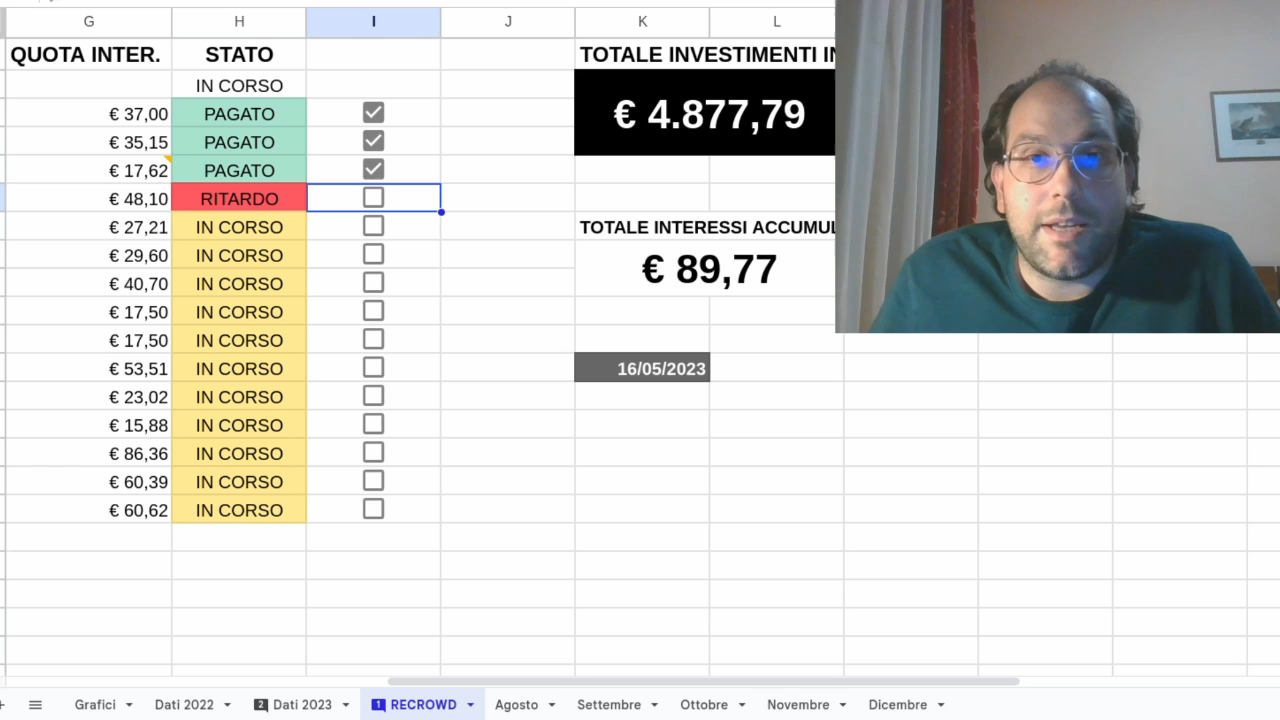 G H I J K L
QUOTA INTER. STATO TOTALE INVESTIMENTI
IN CORSO
€ 37,00 PAGATO € 4.877,79
€ 35,15 PAGATO
€ 17,62 PAGATO
€ 48,10 RITARDO
€ 27,21 IN CORSO TOTALE INTERESSI
€ 29,60 IN CORSO € 89,77
€ 40,70 IN CORSO
€ 17,50 IN CORSO
€ 17,50 IN CORSO
€ 53,51 IN CORSO 16/05/2023
€ 23,02 IN CORSO
€ 15,88 IN CORSO
€ 86,36 IN CORSO
€ 60,39 IN CORSO
€ 60,62 IN CORSO
Grafici Dati 2022 2 Dati 2023 1 RECROWD Agosto Settembre Ottobre Novembre Dicembre